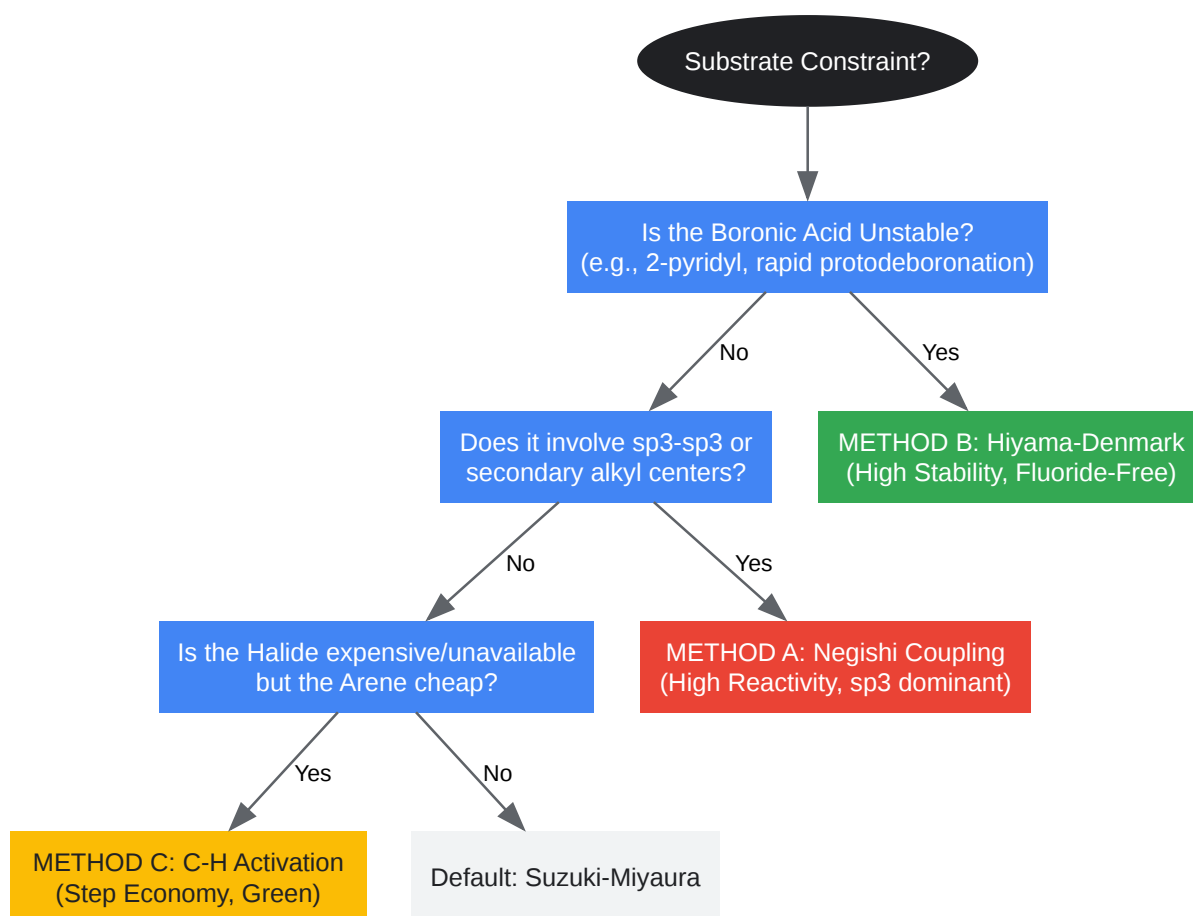 Substrate Constraint?
Is the Boronic Acid Unstable?
(e.g., 2-pyridyl, rapid protodeboronation)
No
Yes
Does it involve sp3-sp3 or
secondary alkyl centers?
METHOD B: Hiyama-Denmark
(High Stability, Fluoride-Free)
No
Yes
Is the Halide expensive/unavailable
but the Arene cheap?
METHOD A: Negishi Coupling
(High Reactivity, sp3 dominant)
Yes
No
METHOD C: C-H Activation
(Step Economy, Green)
Default: Suzuki-Miyaura